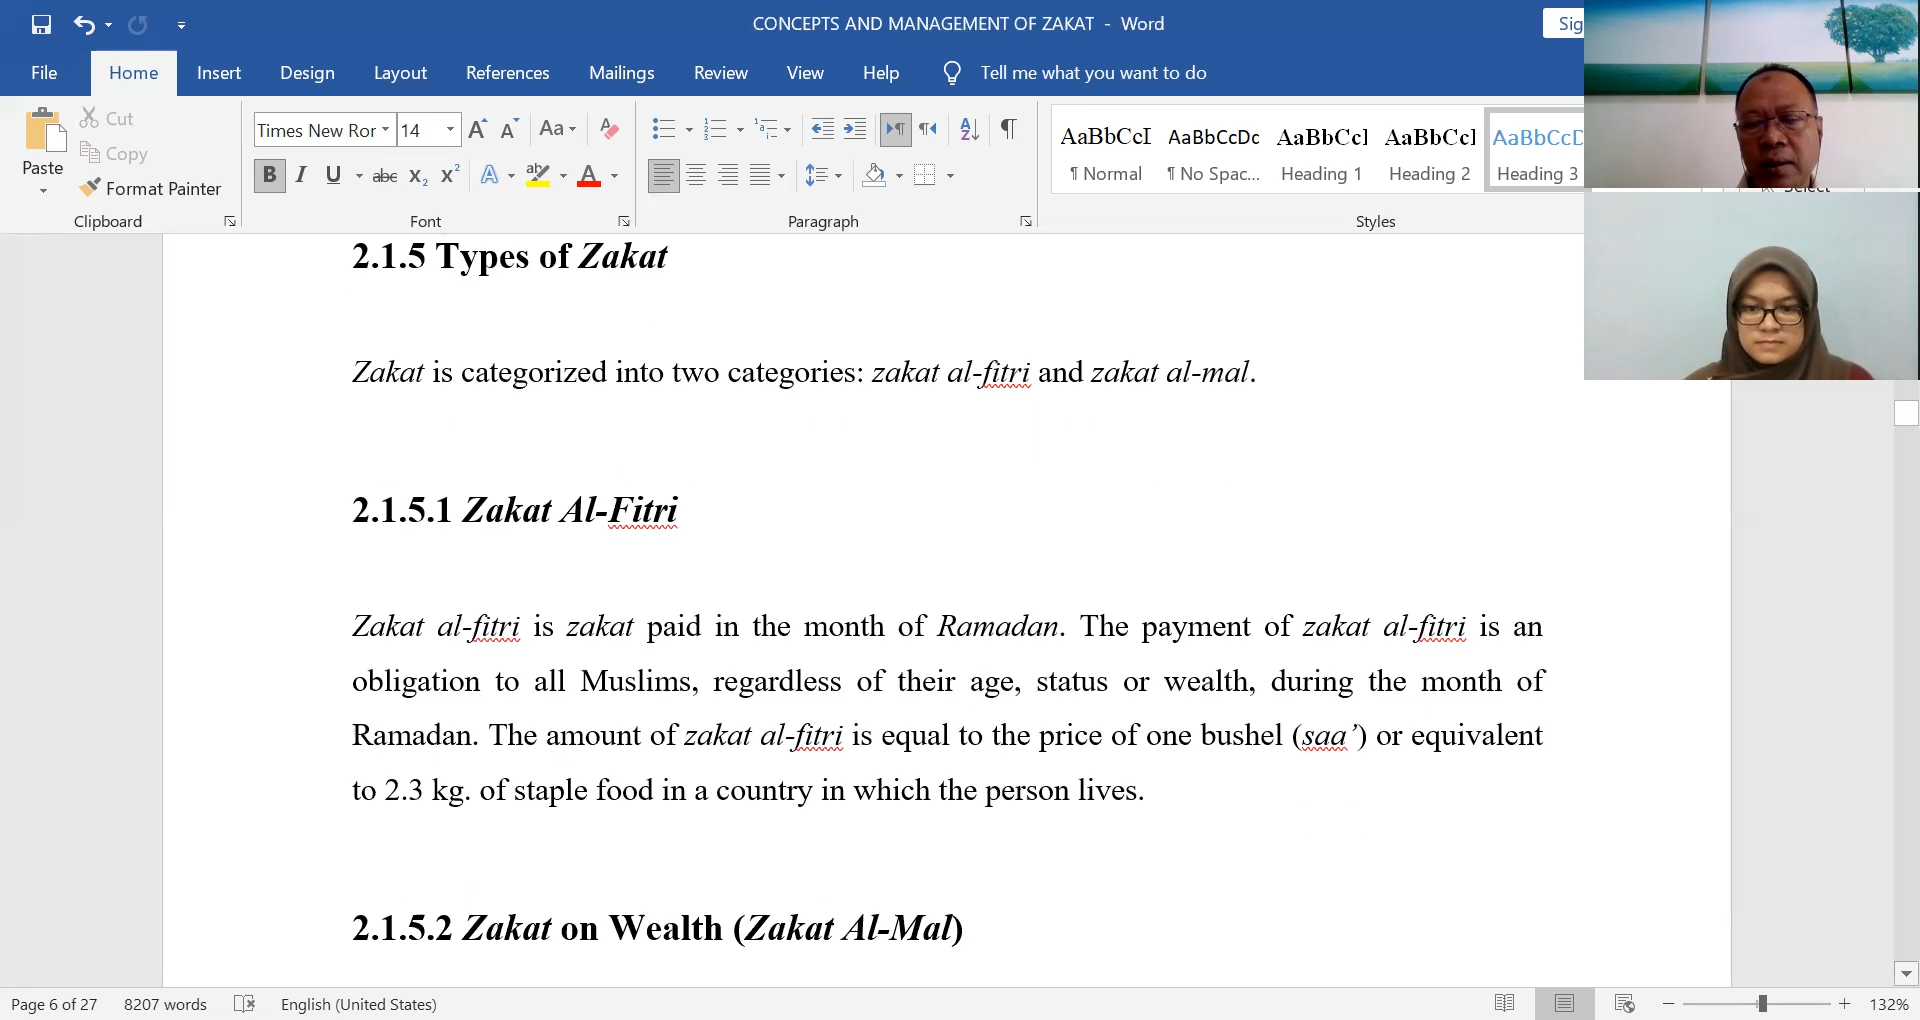 CONCEPTS AND MANAGEMENT OF ZAKAT - Word
File Home Insert Design Layout References Mailings Review View Help Tell me what you want to do
Paste
Cut
Copy
Format Painter
Clipboard
Times New Ror 14
Font
Paragraph
AaBbCcI AaBbCcDc AaBbCcI AaBbCcI AaBbCcD
¶ Normal ¶ No Spac... Heading 1 Heading 2 Heading 3
Styles
2.1.5 Types of Zakat
Zakat is categorized into two categories: zakat al-fitri and zakat al-mal.
2.1.5.1 Zakat Al-Fitri
Zakat al-fitri is zakat paid in the month of Ramadan. The payment of zakat al-fitri is an
obligation to all Muslims, regardless of their age, status or wealth, during the month of
Ramadan. The amount of zakat al-fitri is equal to the price of one bushel (saa’) or equivalent
to 2.3 kg. of staple food in a country in which the person lives.
2.1.5.2 Zakat on Wealth (Zakat Al-Mal)
Page 6 of 27 8207 words English (United States) 132%